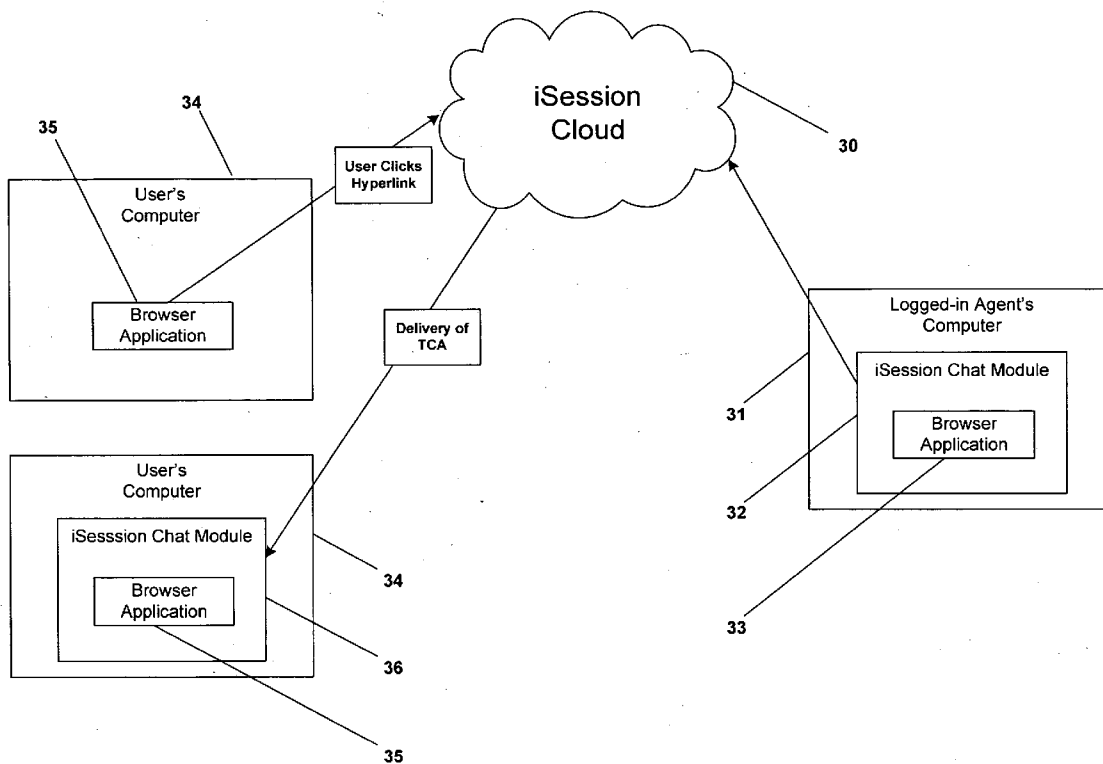 iSession
Cloud
30
34
35
User Clicks
Hyperlink
User's
Computer
Browser
Application
Delivery of
TCA
Logged-in Agent's
Computer
iSession Chat Module
Browser
Application
31
32
33
User's
Computer
iSesssion Chat Module
Browser
Application
34
36
35